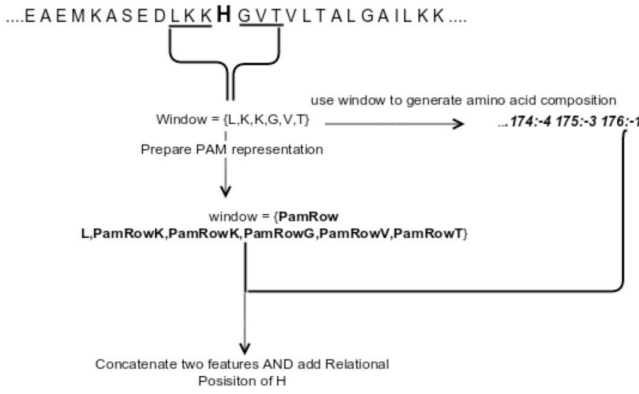 ....E A E M K A S E D L K K H G V T V L T A L G A I L K K ....
use window to generate amino acid composition
Window = {L,K,K,G,V,T}
...174:-4 175:-3 176:-1
Prepare PAM representation
window = {PamRow
L,PamRowK,PamRowK,PamRowG,PamRowV,PamRowT}
Concatenate two features AND add Relational
Posisiton of H